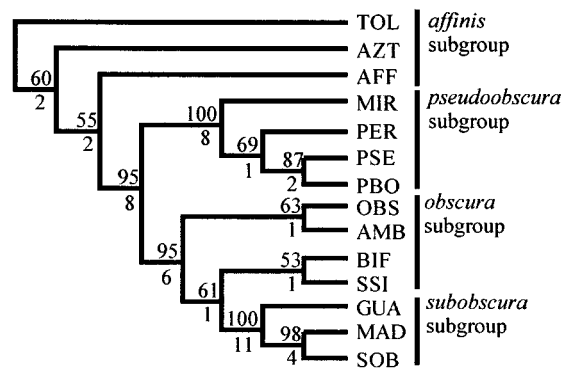 TOL
affinis
subgroup
60
AZT
2
AFF
55
2
100
MIR
pseudoobscura
subgroup
8
69
PER
1
87
PSE
2
PBO
95
8
63
OBS
obscura
subgroup
1
AMB
95
6
53
BIF
1
SSI
61
1
100
GUA
subobscura
subgroup
11
98
MAD
4
SOB